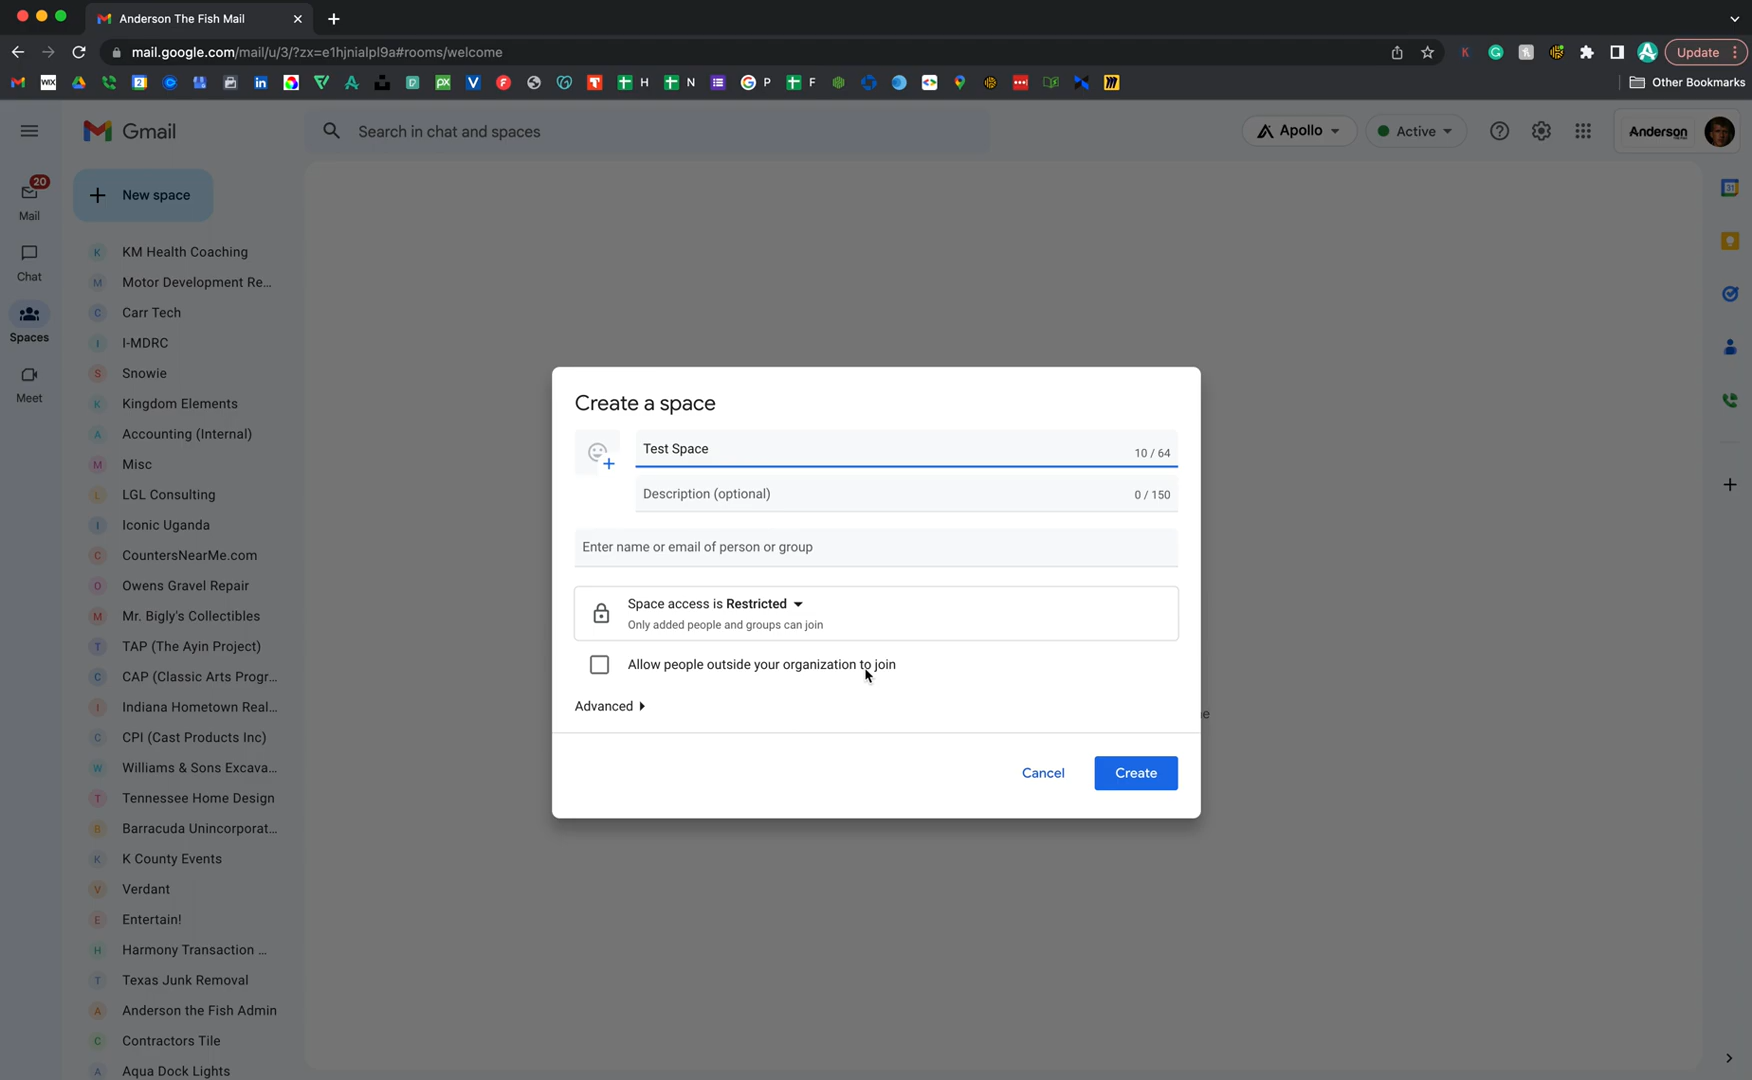 Anderson The Fish Mail
mail.google.com/mail/u/3/?zx=e1hjnialpl9a#rooms/welcome
Update
WIX
H
N
P
F
Other Bookmarks
Gmail
Search in chat and spaces
Apollo
Active
Anderson
20
Mail
Chat
Spaces
Meet
New space
K KM Health Coaching
M Motor Development Re...
C Carr Tech
I I-MDRC
S Snowie
K Kingdom Elements
A Accounting (Internal)
M Misc
L LGL Consulting
I Iconic Uganda
C CountersNearMe.com
O Owens Gravel Repair
M Mr. Bigly's Collectibles
T TAP (The Ayin Project)
C CAP (Classic Arts Progr...
I Indiana Hometown Real...
C CPI (Cast Products Inc)
W Williams & Sons Excava...
T Tennessee Home Design
B Barracuda Unincorporat...
K K County Events
V Verdant
E Entertain!
H Harmony Transaction ...
T Texas Junk Removal
A Anderson the Fish Admin
C Contractors Tile
A Aqua Dock Lights
Create a space
Test Space
10 / 64
Description (optional)
0 / 150
Enter name or email of person or group
Space access is Restricted
Only added people and groups can join
Allow people outside your organization to join
Advanced
Cancel
Create